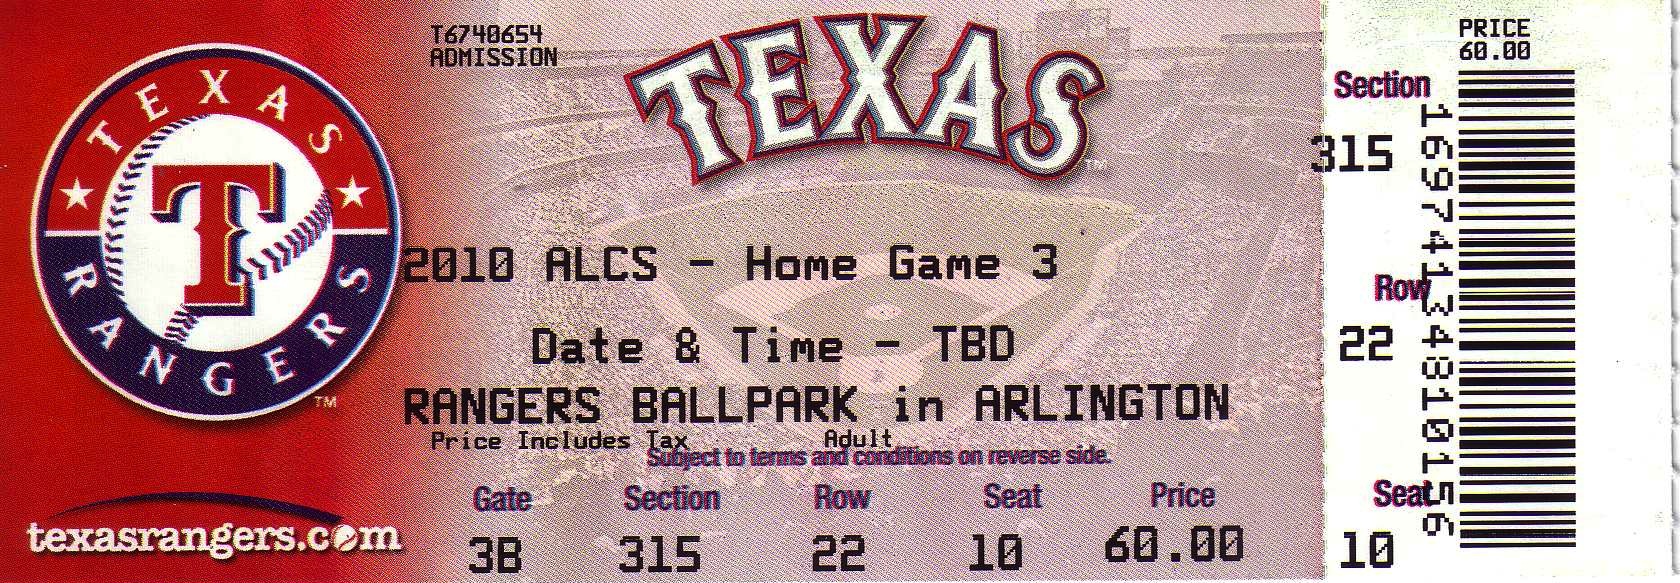 TEXAS
RANGERS
T
TM
texasrangers.com
T6740654
ADMISSION
TEXAS
2010 ALCS - Home Game 3
Date & Time - TBD
RANGERS BALLPARK in ARLINGTON
Price Includes Tax Adult
Subject to terms and conditions on reverse side.
Gate Section Row Seat Price
3B 315 22 10 60.00
Section
315
Row
22
Seat
10
PRICE
60.00
169741348310156